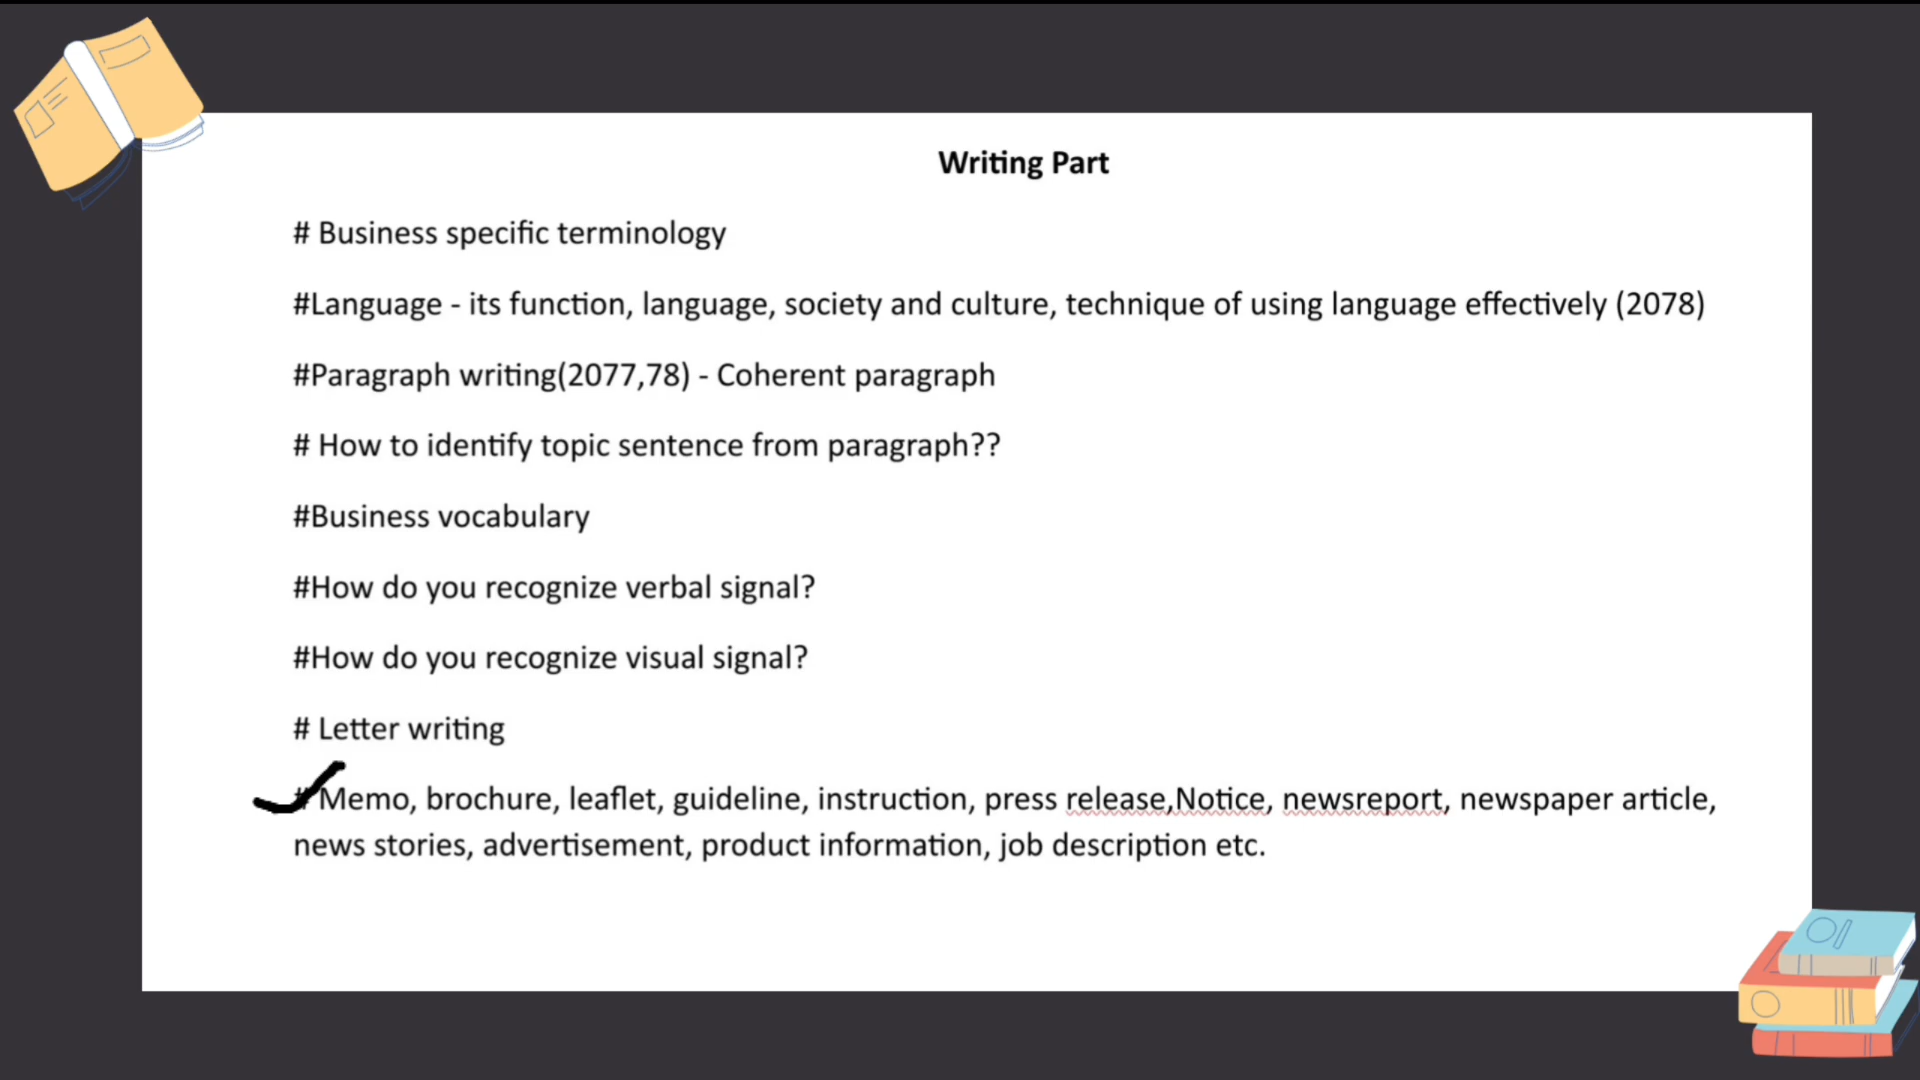 Writing Part
# Business specific terminology
#Language - its function, language, society and culture, technique of using language effectively (2078)
#Paragraph writing(2077,78) - Coherent paragraph
# How to identify topic sentence from paragraph??
#Business vocabulary
#How do you recognize verbal signal?
#How do you recognize visual signal?
# Letter writing
# Memo, brochure, leaflet, guideline, instruction, press release,Notice, newsreport, newspaper article,
news stories, advertisement, product information, job description etc.